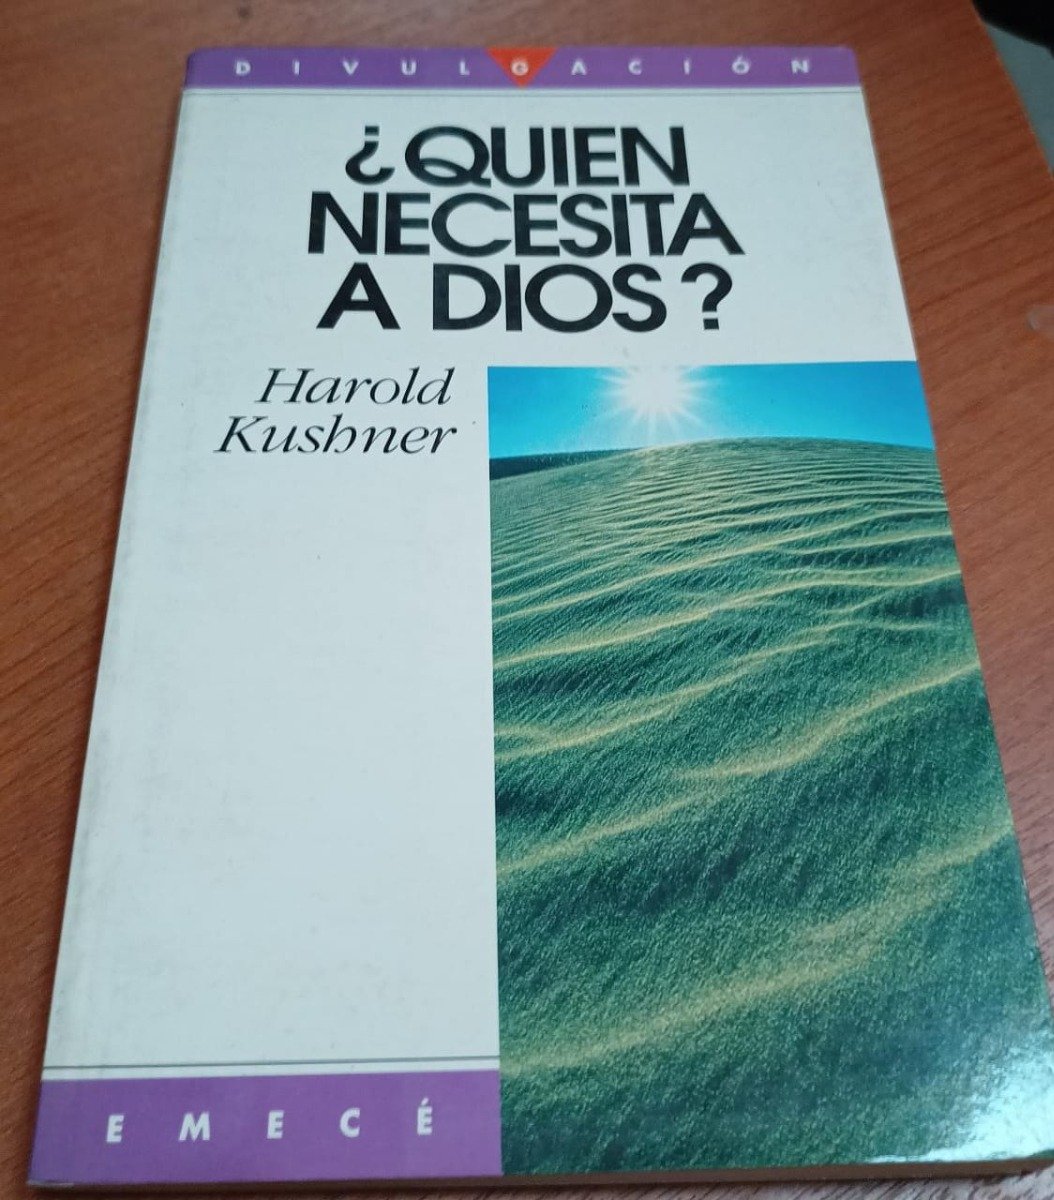 DIVULGACIÓN
¿QUIEN
NECESITA
A DIOS?
Harold
Kushner
EMECÉ